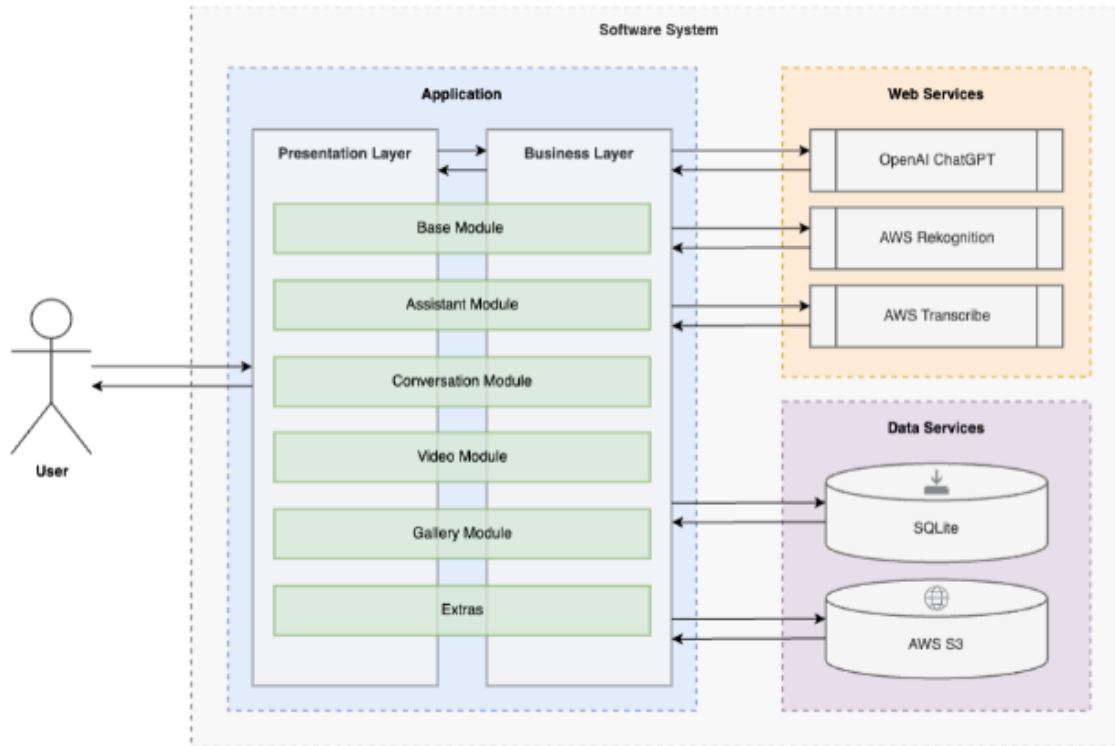 Software System
Application
Presentation Layer
Business Layer
Base Module
Assistant Module
Conversation Module
Video Module
Gallery Module
Extras
Web Services
OpenAI ChatGPT
AWS Rekognition
AWS Transcribe
Data Services
SQLite
AWS S3
User